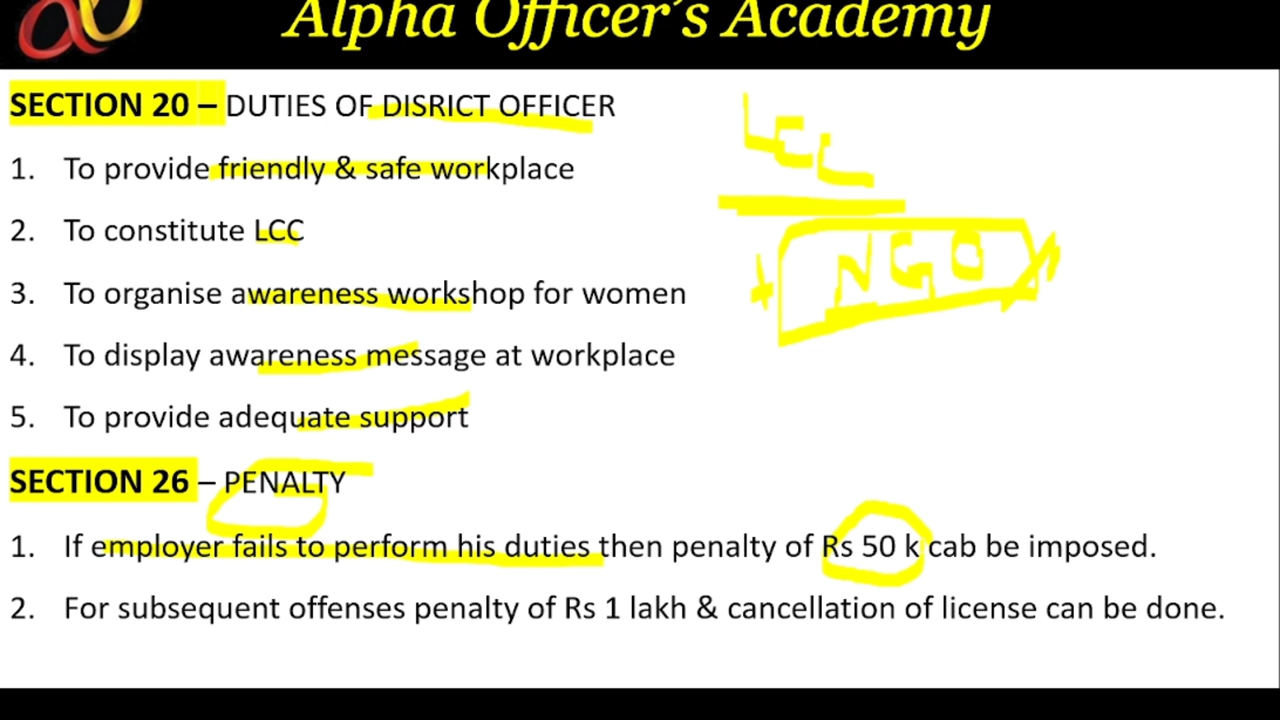 Alpha Officer's Academy
SECTION 20 – DUTIES OF DISRICT OFFICER
LCC
1. To provide friendly & safe workplace
2. To constitute LCC
NGO
3. To organise awareness workshop for women
4. To display awareness message at workplace
5. To provide adequate support
SECTION 26 – PENALTY
1. If employer fails to perform his duties then penalty of Rs 50 k cab be imposed.
2. For subsequent offenses penalty of Rs 1 lakh & cancellation of license can be done.